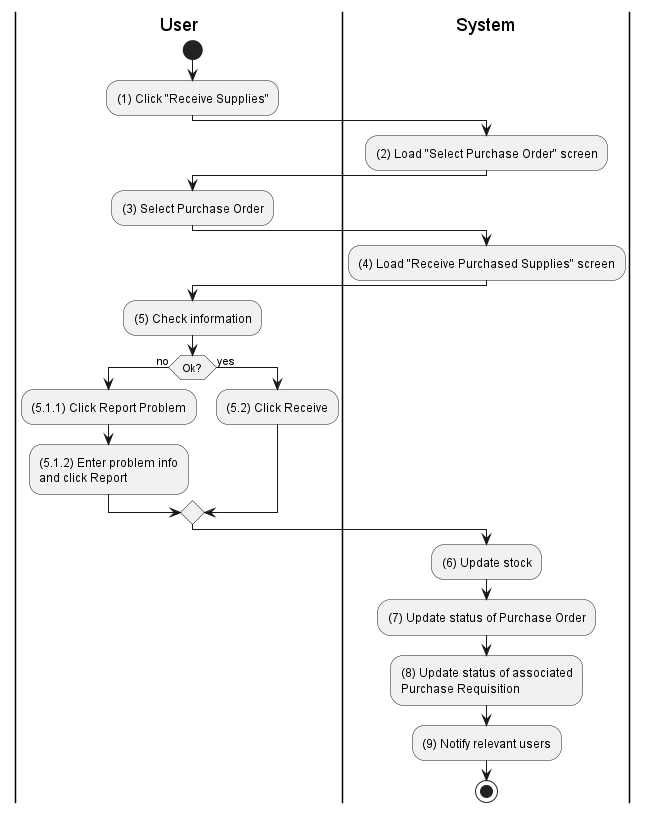 User
System
(1) Click "Receive Supplies"
(2) Load "Select Purchase Order" screen
(3) Select Purchase Order
(4) Load "Receive Purchased Supplies" screen
(5) Check information
no
Ok?
yes
(5.1.1) Click Report Problem
(5.2) Click Receive
(5.1.2) Enter problem info
and click Report
(6) Update stock
(7) Update status of Purchase Order
(8) Update status of associated
Purchase Requisition
(9) Notify relevant users